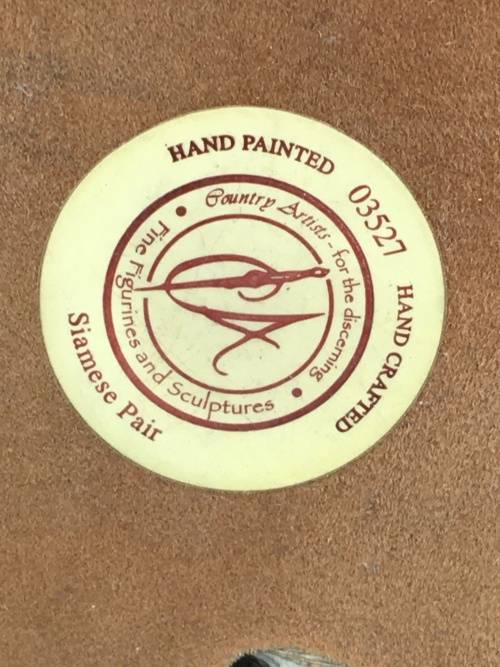 HAND PAINTED
03527
HAND CRAFTED
Siamese Pair
Country Artists - for the discerning
Fine Figurines and Sculptures